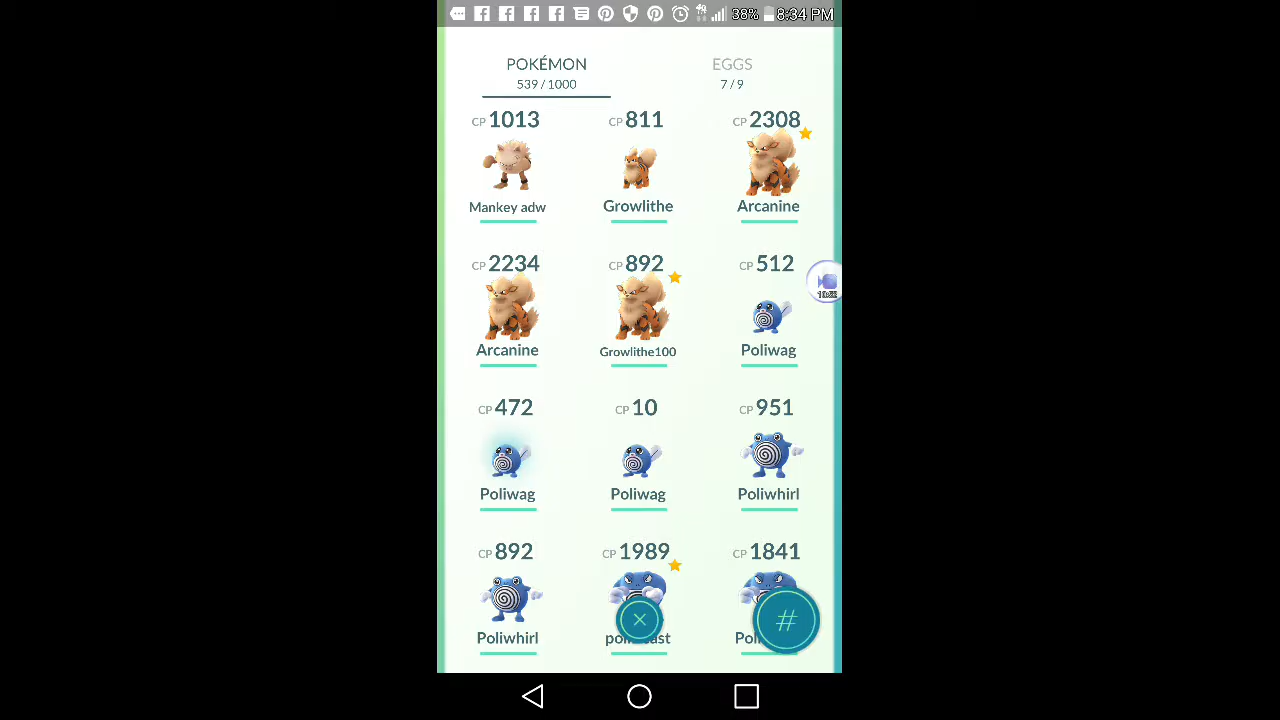 38% 8:34 PM
POKÉMON EGGS
539 / 1000 7 / 9
CP 1013 CP 811 CP 2308
Mankey adw Growlithe Arcanine
CP 2234 CP 892 CP 512
Arcanine Growlithe100 Poliwag
CP 472 CP 10 CP 951
Poliwag Poliwag Poliwhirl
CP 892 CP 1989 CP 1841
Poliwhirl
#